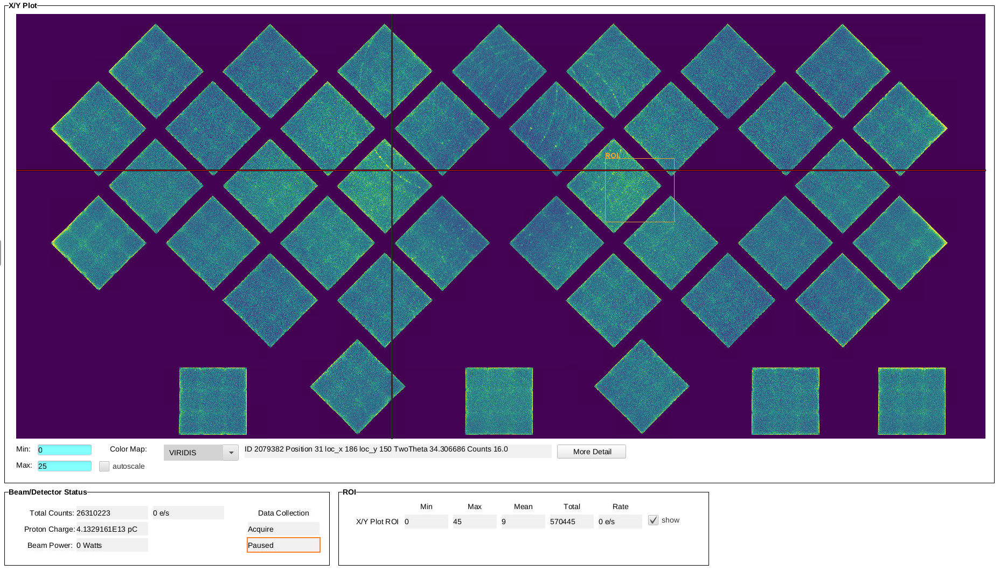 X/Y Plot
ROI
Min: 0
Color Map: VIRIDIS
ID 2079382 Position 31 loc_x 186 loc_y 150 TwoTheta 34.306686 Counts 16.0
More Detail
Max: 25
autoscale
Beam/Detector Status
Total Counts: 26310223 0 e/s
Data Collection
Proton Charge: 4.1329161E13 pC
Acquire
Beam Power: 0 Watts
Paused
ROI
Min Max Mean Total Rate
X/Y Plot ROI 0 45 9 570445 0 e/s show